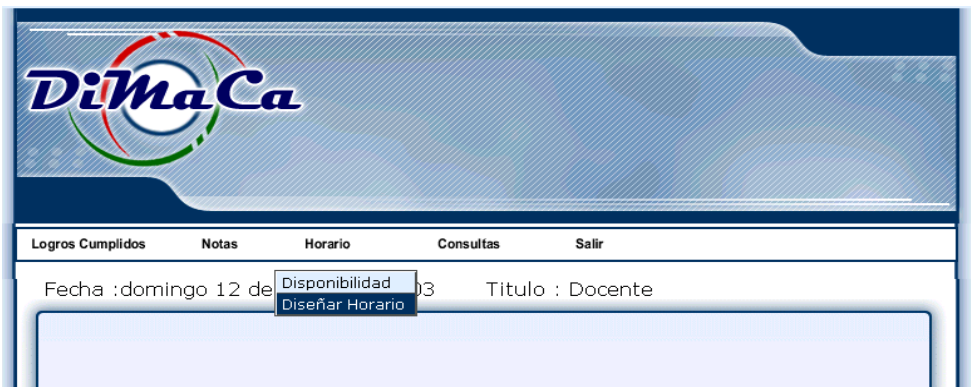 DiMaCa
Logros Cumplidos Notas Horario Consultas Salir
Fecha :domingo 12 de 03 Titulo : Docente
Disponibilidad
Diseñar Horario